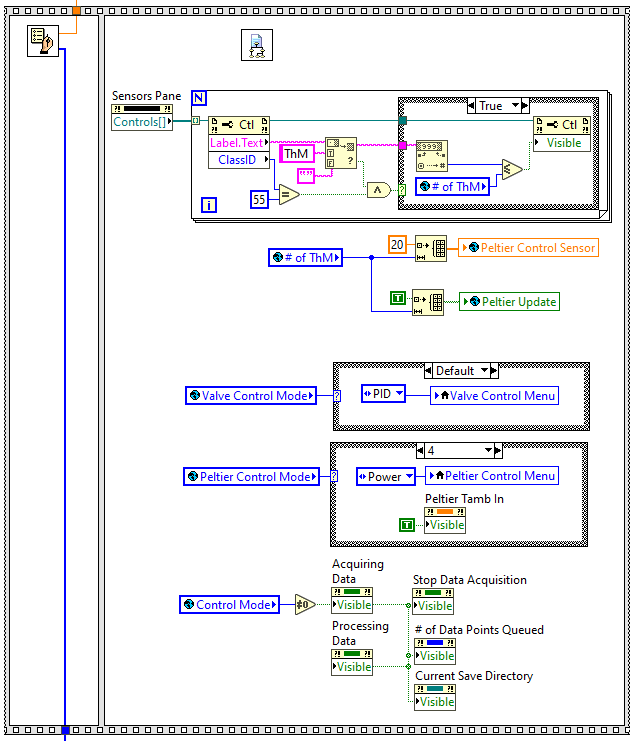 Sensors Pane
Controls[]
N
Ctl
Label.Text
ClassID
ThM
""
?
T
F
55
=
i
True
?
9999
# of ThM
≤
Ctl
Visible
# of ThM
20
Peltier Control Sensor
T
Peltier Update
Default
Valve Control Mode
?
PID
Valve Control Menu
4
Peltier Control Mode
?
Power
Peltier Control Menu
Peltier Tamb In
T
Visible
Acquiring
Data
Stop Data Acquisition
Control Mode
≠0
Visible
Visible
Processing
Data
# of Data Points Queued
Visible
Visible
Current Save Directory
Visible